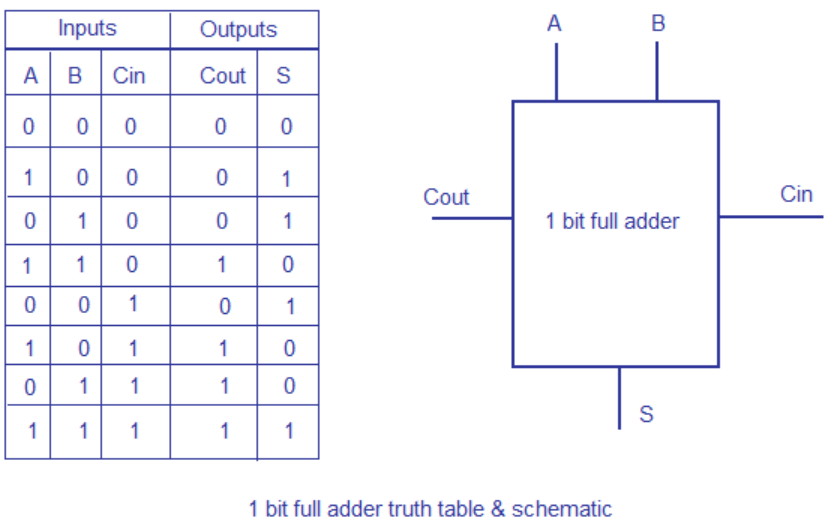 Inputs Outputs
A B Cin Cout S
0 0 0 0 0
1 0 0 0 1
0 1 0 0 1
1 1 0 1 0
0 0 1 0 1
1 0 1 1 0
0 1 1 1 0
1 1 1 1 1
A B
Cout Cin
1 bit full adder
S
1 bit full adder truth table & schematic